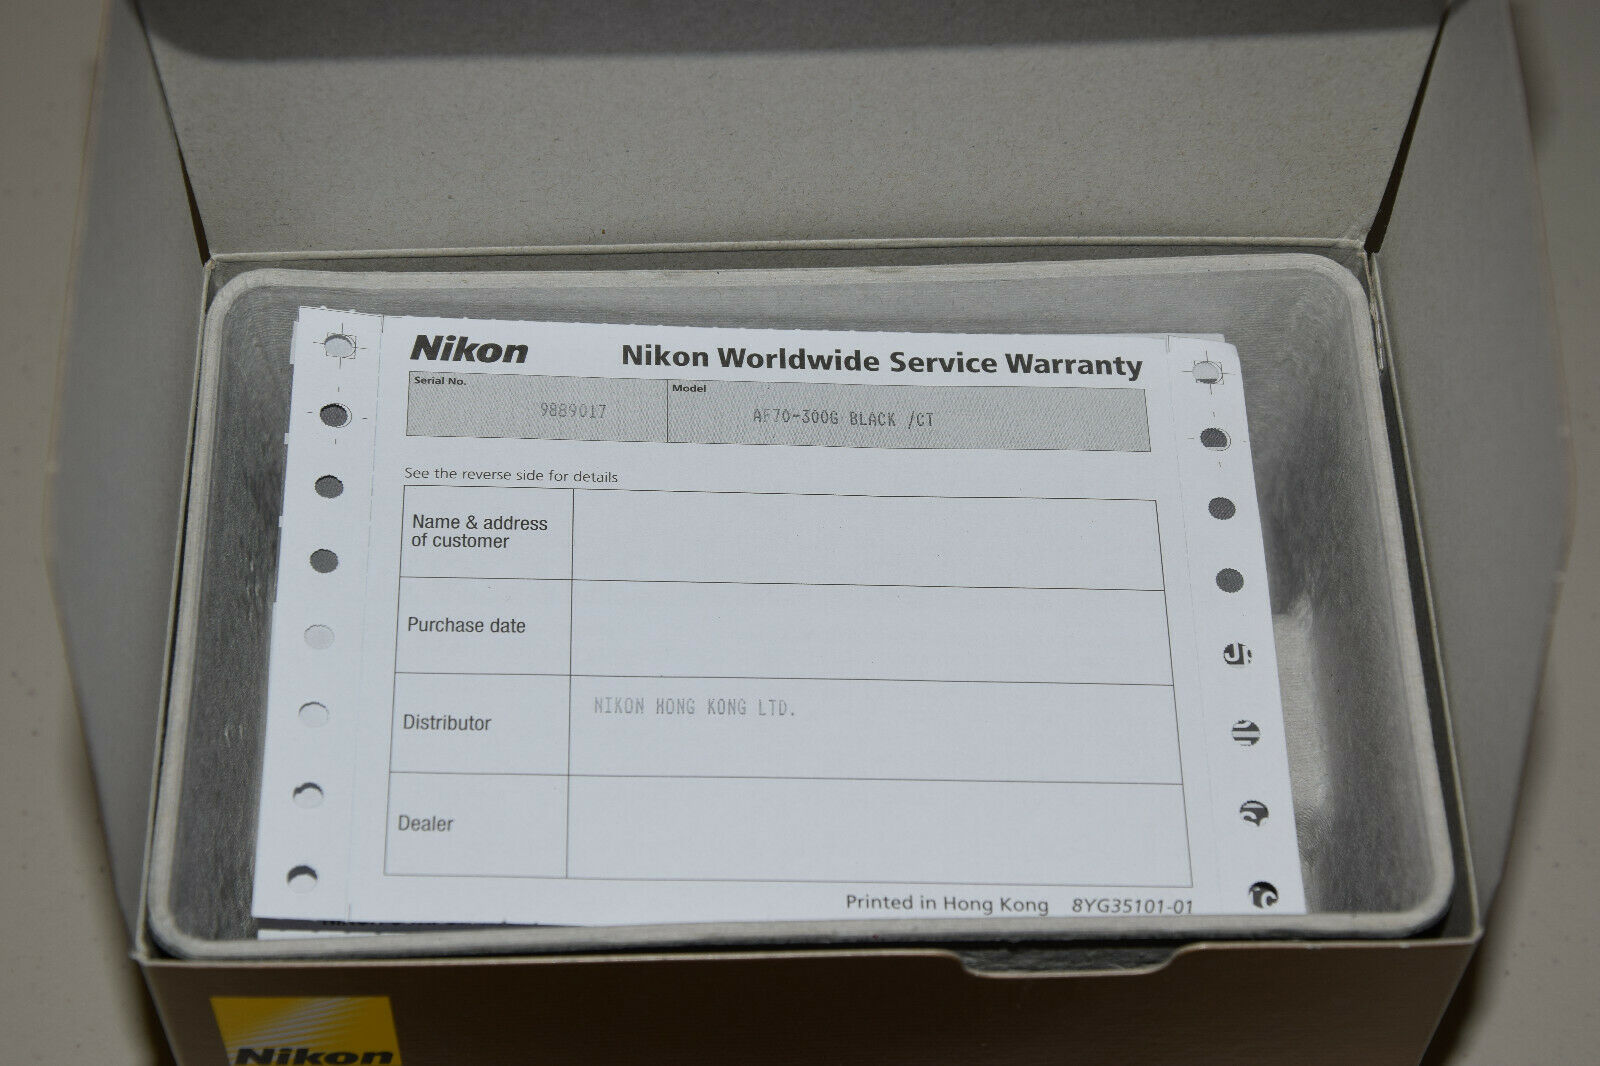 Nikon
Nikon Worldwide Service Warranty
Serial No.
9889017
Model
AF70-300G BLACK /CT
See the reverse side for details
Name & address
of customer
Purchase date
Distributor
NIKON HONG KONG LTD.
Dealer
Printed in Hong Kong 8YG35101-01
Nikon